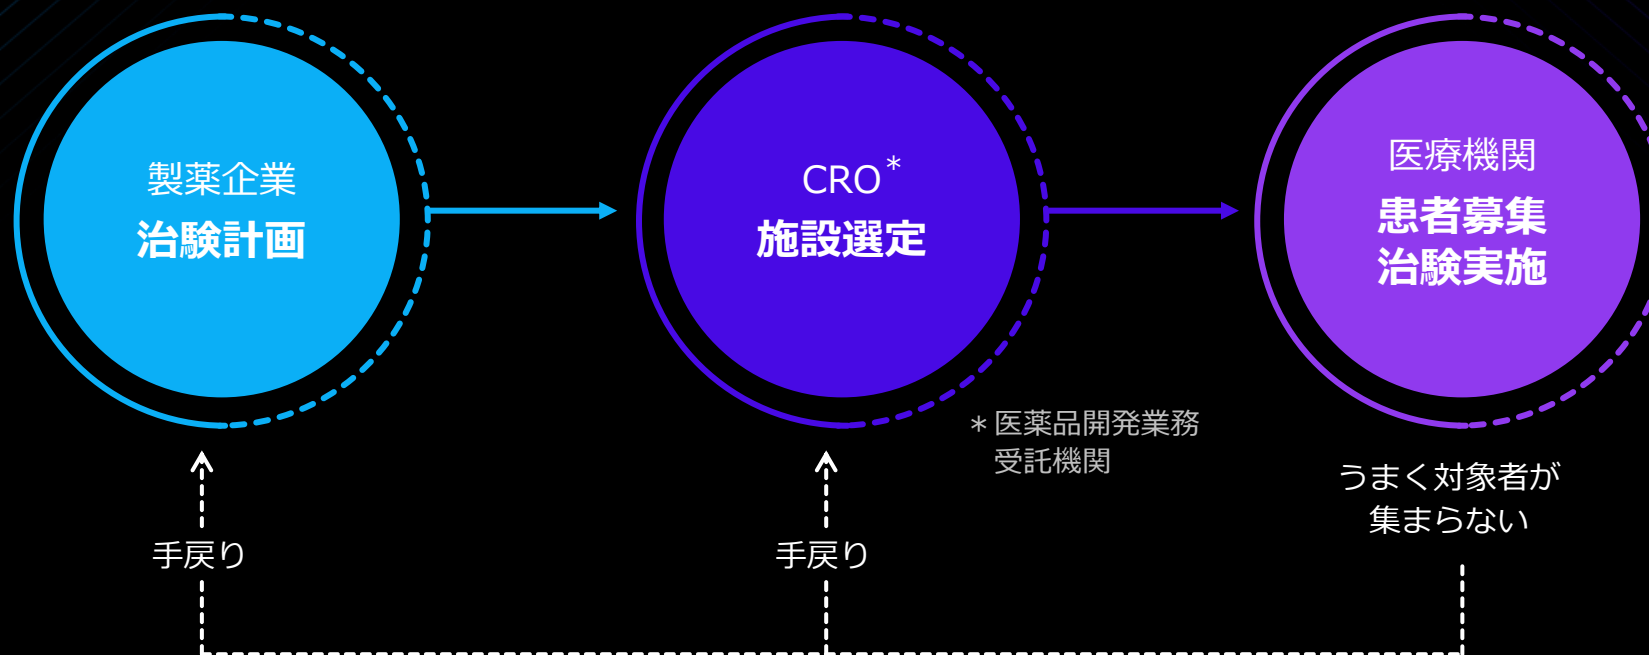 製薬企業
治験計画
CRO*
施設選定
医療機関
患者募集
治験実施
*医薬品開発業務
受託機関
うまく対象者が
集まらない
手戻り
手戻り